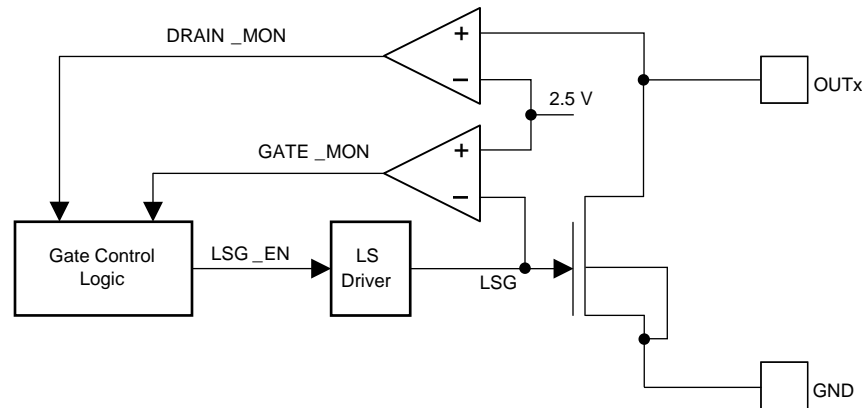 DRAIN _MON
+
−
OUTx
2.5 V
GATE _MON
+
−
Gate Control
Logic
LSG _EN
LS
Driver
LSG
GND